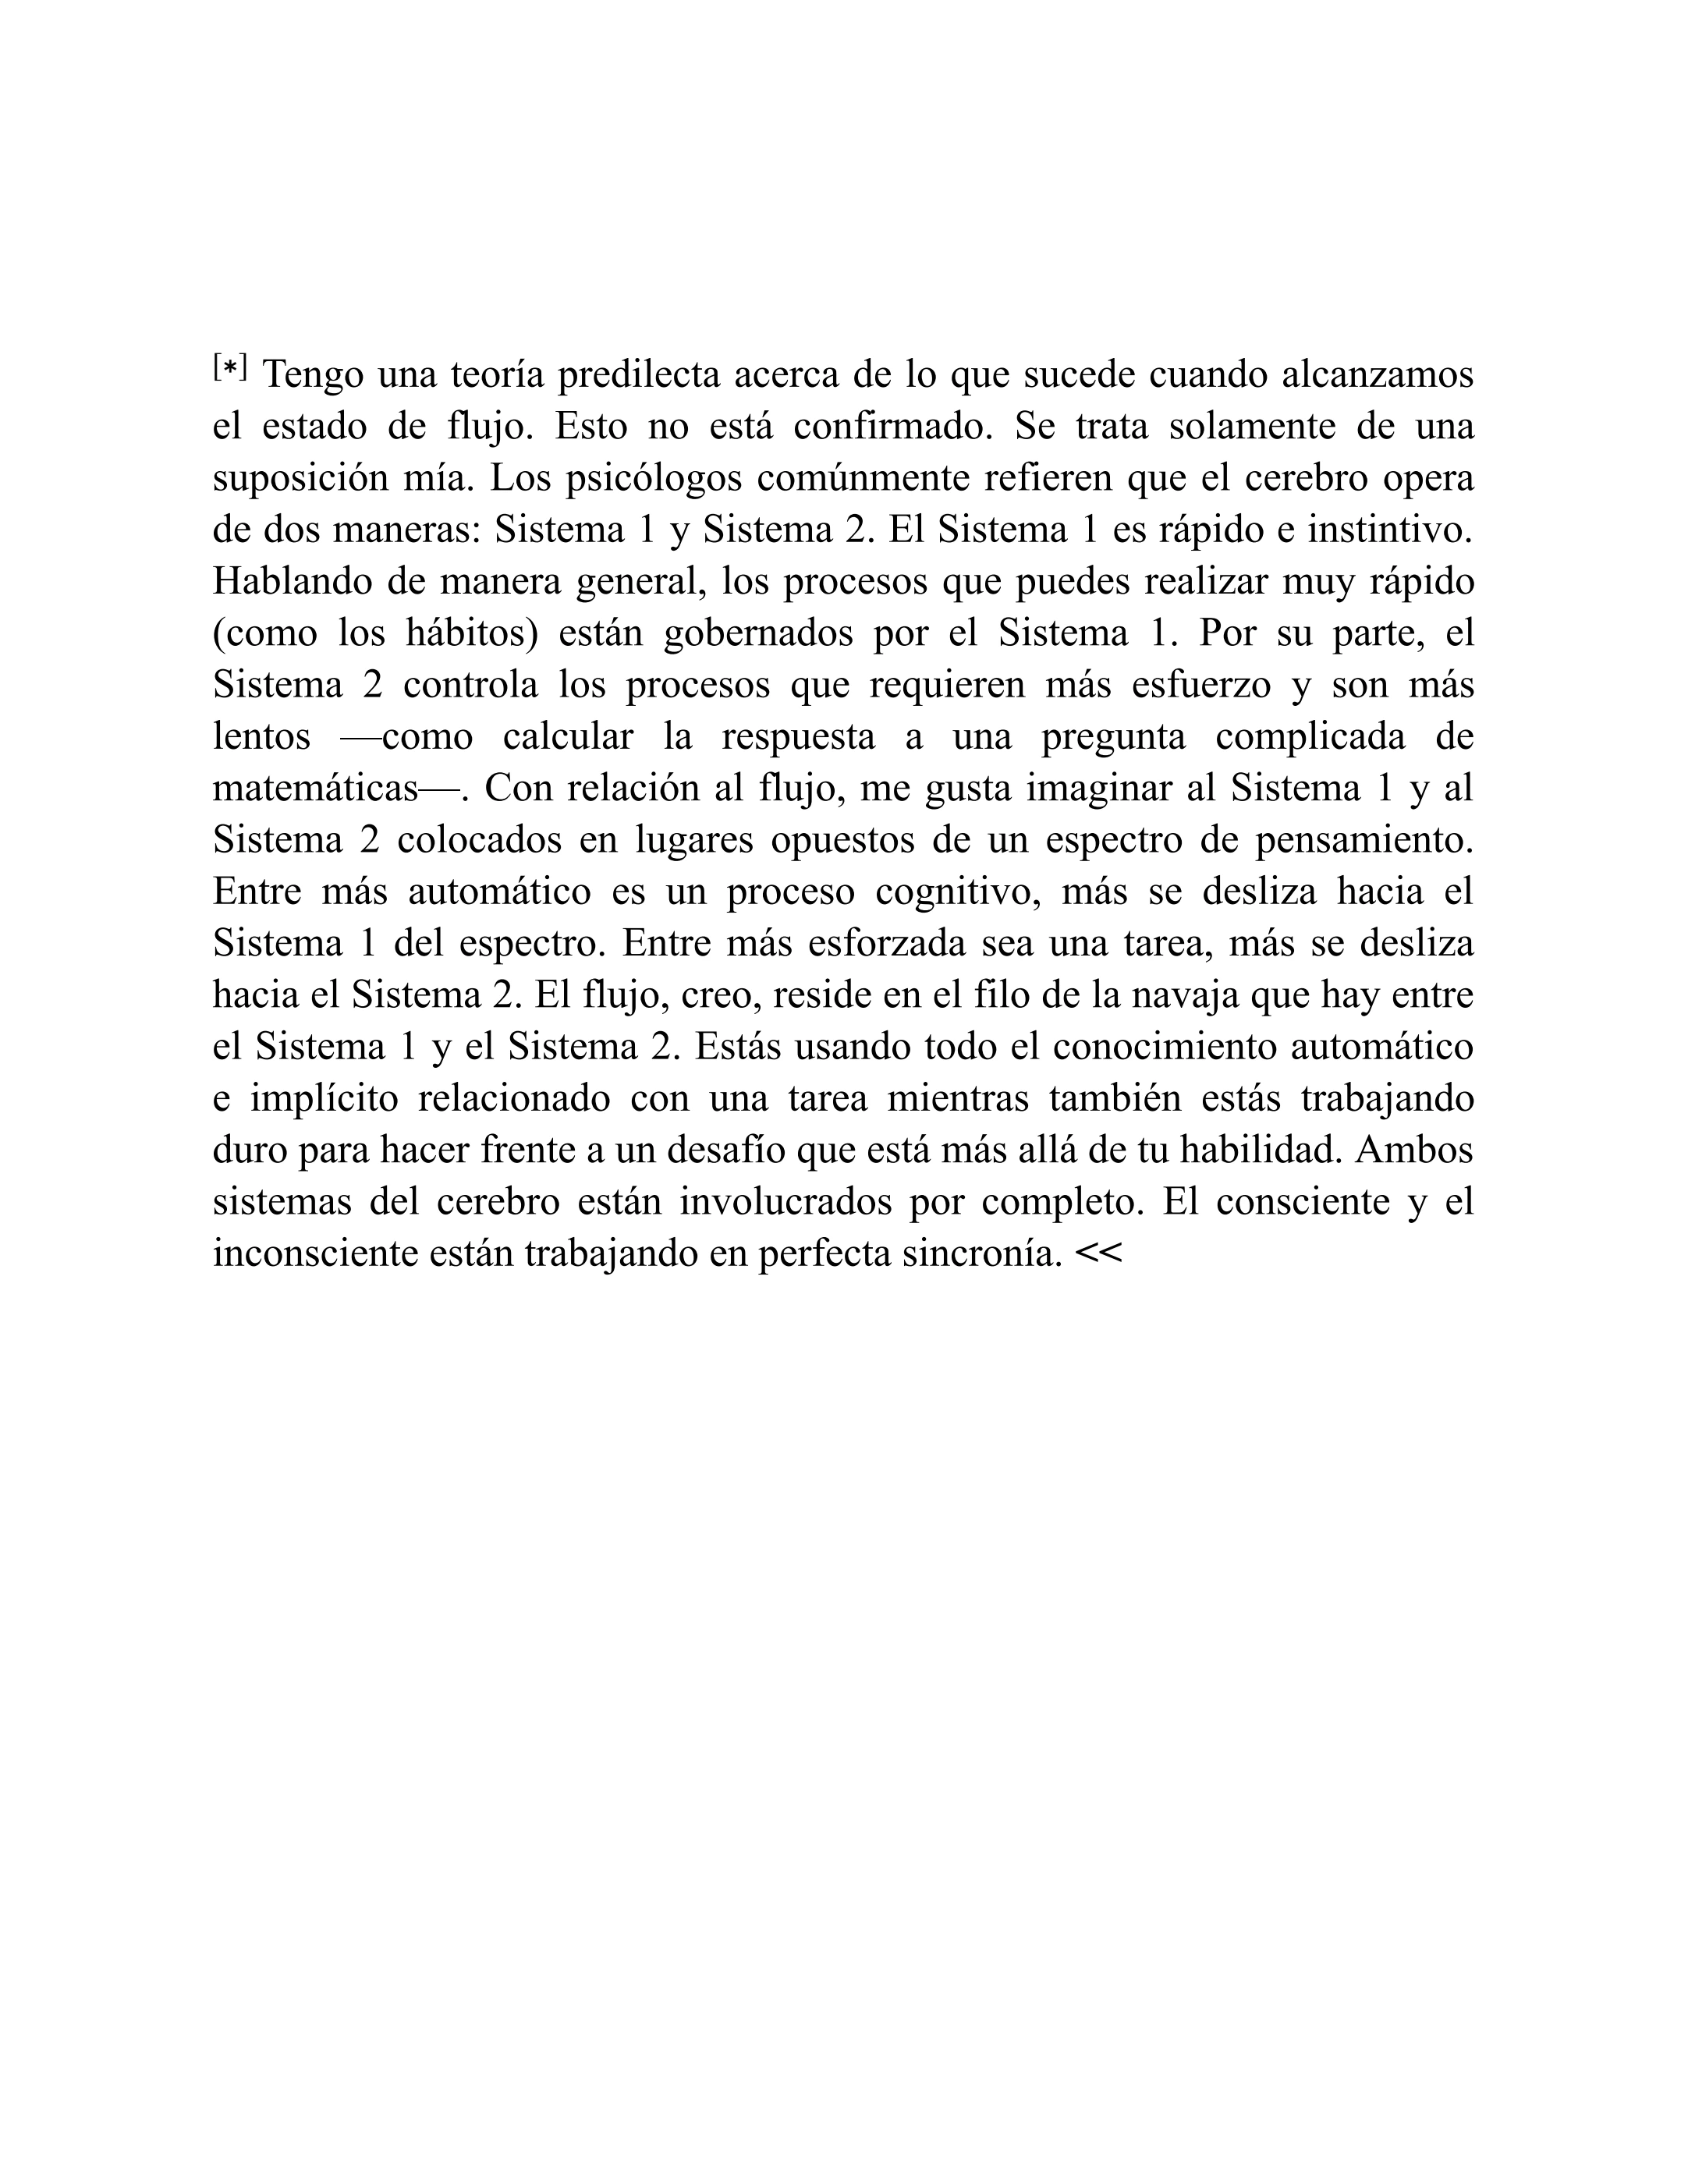 [*] Tengo una teoría predilecta acerca de lo que sucede cuando alcanzamos
el estado de flujo. Esto no está confirmado. Se trata solamente de una
suposición mía. Los psicólogos comúnmente refieren que el cerebro opera
de dos maneras: Sistema 1 y Sistema 2. El Sistema 1 es rápido e instintivo.
Hablando de manera general, los procesos que puedes realizar muy rápido
(como los hábitos) están gobernados por el Sistema 1. Por su parte, el
Sistema 2 controla los procesos que requieren más esfuerzo y son más
lentos —como calcular la respuesta a una pregunta complicada de
matemáticas—. Con relación al flujo, me gusta imaginar al Sistema 1 y al
Sistema 2 colocados en lugares opuestos de un espectro de pensamiento.
Entre más automático es un proceso cognitivo, más se desliza hacia el
Sistema 1 del espectro. Entre más esforzada sea una tarea, más se desliza
hacia el Sistema 2. El flujo, creo, reside en el filo de la navaja que hay entre
el Sistema 1 y el Sistema 2. Estás usando todo el conocimiento automático
e implícito relacionado con una tarea mientras también estás trabajando
duro para hacer frente a un desafío que está más allá de tu habilidad. Ambos
sistemas del cerebro están involucrados por completo. El consciente y el
inconsciente están trabajando en perfecta sincronía. <<